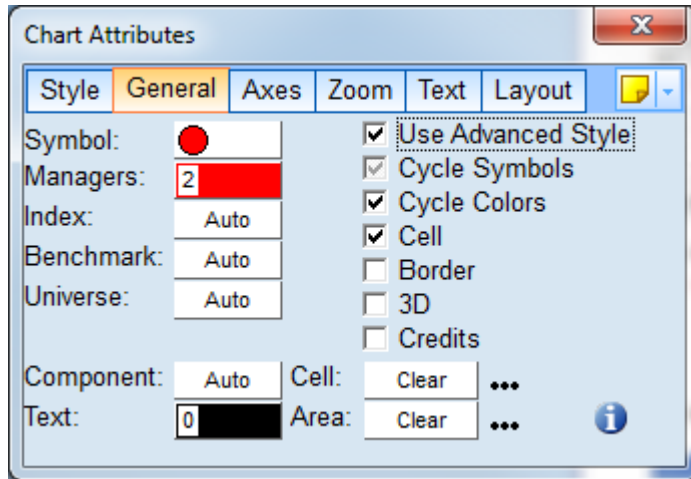 Chart Attributes
Style General Axes Zoom Text Layout
Symbol: Use Advanced Style
Managers: 2 Cycle Symbols
Index: Auto Cycle Colors
Benchmark: Auto Cell
Universe: Auto Border
3D
Credits
Component: Auto Cell: Clear ...
Text: 0 Area: Clear ...